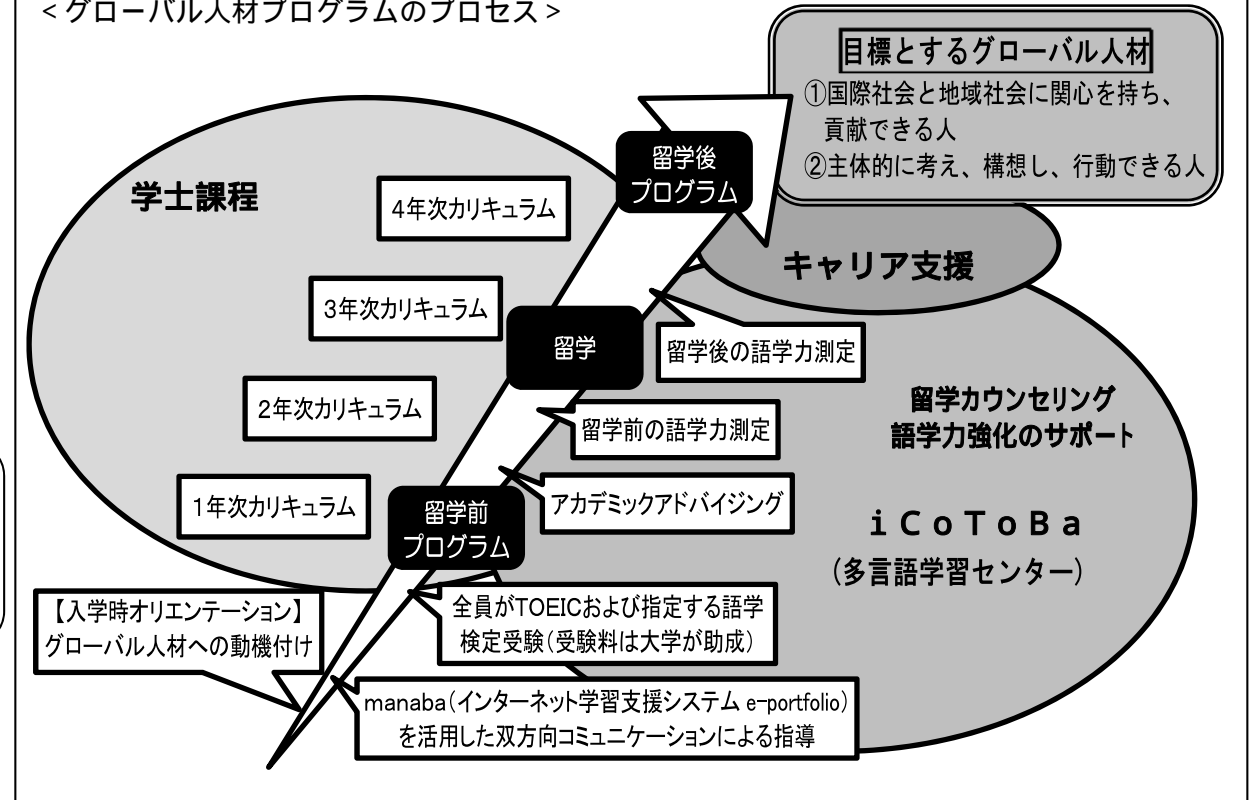 ＜グローバル人材プログラムのプロセス＞
目標とするグローバル人材
①国際社会と地域社会に関心を持ち、
貢献できる人
②主体的に考え、構想し、行動できる人
留学後
プログラム
学士課程
4年次カリキュラム
キャリア支援
3年次カリキュラム
留学
留学後の語学力測定
2年次カリキュラム
留学前の語学力測定
留学カウンセリング
語学力強化のサポート
1年次カリキュラム
アカデミックアドバイジング
留学前
プログラム
ｉＣｏＴｏＢａ
（多言語学習センター）
【入学時オリエンテーション】
グローバル人材への動機付け
全員がTOEICおよび指定する語学
検定受験（受験料は大学が助成）
manaba（インターネット学習支援システム e-portfolio）
を活用した双方向コミュニケーションによる指導